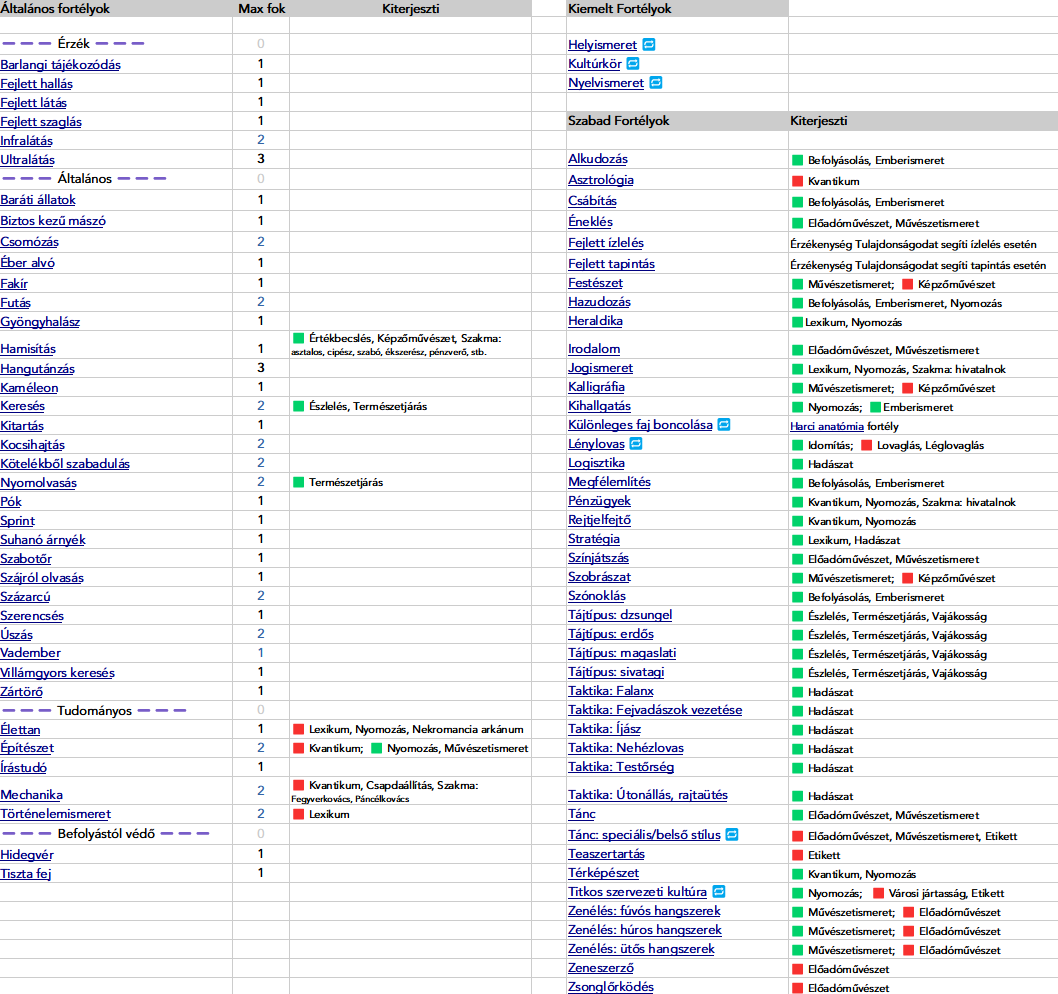 Általános fortélyok Max fok Kiterjeszti Kiemelt Fortélyok
— — — Érzék — — — 0 Helyismeret
Barlangi tájékozódás 1 Kultúrkör
Fejlett hallás 1 Nyelvismeret
Fejlett látás 1
Fejlett szaglás 1 Szabad Fortélyok Kiterjeszti
Infralátás 2
Ultralátás 3 Alkudozás Befolyásolás, Emberismeret
— — — Általános — — — 0 Asztrológia Kvantikum
Baráti állatok 1 Csábítás Befolyásolás, Emberismeret
Biztos kezű mászó 1 Éneklés Előadóművészet, Művészetismeret
Csomózás 2 Fejlett ízlelés Érzékenység Tulajdonságodat segíti ízlelés esetén
Éber alvó 1 Fejlett tapintás Érzékenység Tulajdonságodat segíti tapintás esetén
Fakír 1 Festészet Művészetismeret; Képzőművészet
Futás 2 Hazudozás Befolyásolás, Emberismeret, Nyomozás
Gyöngyhalász 1 Heraldika Lexikum, Nyomozás
Hamisítás 1 Értékbecslés, Képzőművészet, Szakma: Irodalom Előadóművészet, Művészetismeret
asztalos, cipész, szabó, ékszerész, pénzverő, stb.
Hangutánzás 3 Jogismeret Lexikum, Nyomozás, Szakma: hivatalnok
Kaméleon 1 Kalligráfia Művészetismeret; Képzőművészet
Keresés 2 Észlelés, Természetjárás Kihallgatás Nyomozás; Emberismeret
Kitartás 1 Különleges faj boncolása Harci anatómia fortély
Kocsihajtás 2 Lénylovas Idomítás; Lovaglás, Léglovaglás
Kötelékből szabadulás 2 Logisztika Hadászat
Nyomolvasás 2 Természetjárás Megfélemlítés Befolyásolás, Emberismeret
Pók 1 Pénzügyek Kvantikum, Nyomozás, Szakma: hivatalnok
Sprint 1 Rejtjelfejtő Kvantikum, Nyomozás
Suhanó árnyék 1 Stratégia Lexikum, Hadászat
Szabotőr 1 Színjátszás Előadóművészet, Művészetismeret
Szájról olvasás 1 Szobrászat Művészetismeret; Képzőművészet
Százarcú 2 Szónoklás Befolyásolás, Emberismeret
Szerencsés 1 Tájtípus: dzsungel Észlelés, Természetjárás, Vajákosság
Úszás 2 Tájtípus: erdős Észlelés, Természetjárás, Vajákosság
Vadember 1 Tájtípus: magaslati Észlelés, Természetjárás, Vajákosság
Villámgyors keresés 1 Tájtípus: sivatagi Észlelés, Természetjárás, Vajákosság
Zártörő 1 Taktika: Falanx Hadászat
— — — Tudományos — — — 0 Taktika: Fejvadászok vezetése Hadászat
Élettan 1 Lexikum, Nyomozás, Nekromancia arkánum Taktika: Íjász Hadászat
Építészet 2 Kvantikum; Nyomozás, Művészetismeret Taktika: Nehézlovas Hadászat
Írástudó 1 Taktika: Testőrség Hadászat
Mechanika 2 Kvantikum, Csapdaállítás, Szakma: Taktika: Útonállás, rajtaütés Hadászat
Fegyverkovács, Páncélkovács
Történelemismeret 2 Lexikum Tánc Előadóművészet, Művészetismeret
— — — Befolyástól védő — — — 0 Tánc: speciális/belső stílus Előadóművészet, Művészetismeret, Etikett
Hidegvér 1 Teaszertartás Etikett
Tiszta fej 1 Térképészet Kvantikum, Nyomozás
Titkos szervezeti kultúra Nyomozás; Városi jártasság, Etikett
Zenélés: fúvós hangszerek Művészetismeret; Előadóművészet
Zenélés: húros hangszerek Művészetismeret; Előadóművészet
Zenélés: ütős hangszerek Művészetismeret; Előadóművészet
Zeneszerző Előadóművészet
Zsonglőrködés Előadóművészet